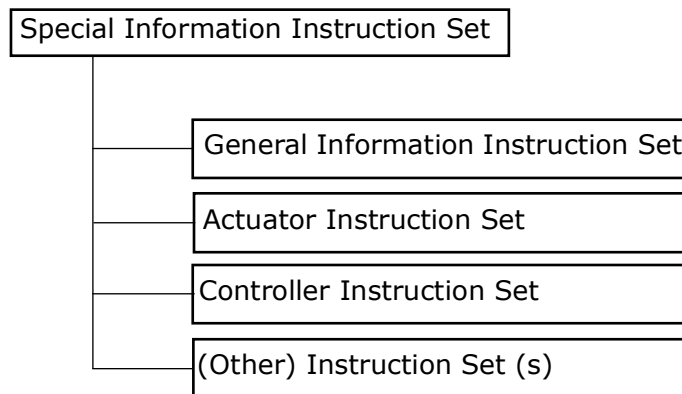 Special Information Instruction Set
General Information Instruction Set
Actuator Instruction Set
Controller Instruction Set
(Other) Instruction Set (s)